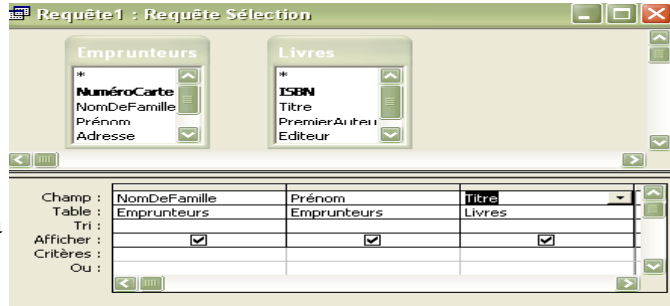 Requête1 : Requête Sélection
Emprunteurs
*
NuméroCarte
NomDeFamille
Prénom
Adresse
Livres
*
ISBN
Titre
PremierAuteu
Editeur
Champ : NomDeFamille Prénom Titre
Table : Emprunteurs Emprunteurs Livres
Tri :
Afficher :
Critères :
Ou :